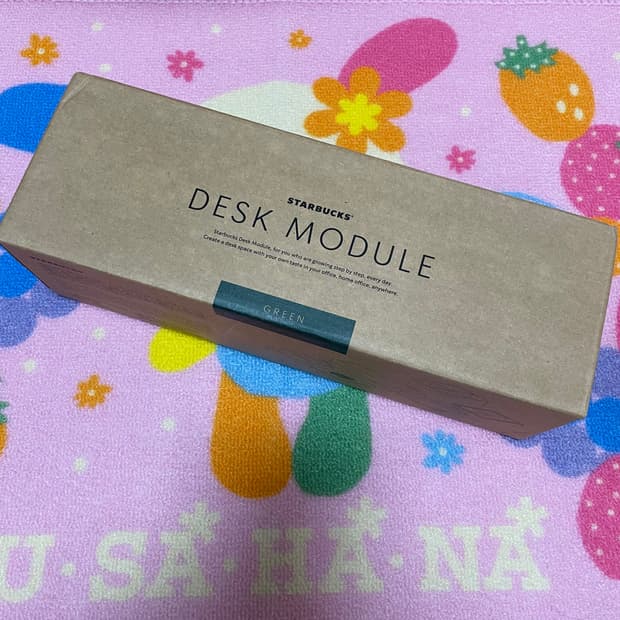 STARBUCKS®
DESK MODULE
Starbucks Desk Module, for you who are growing step by step, every day.
Create a desk space with your own taste in your office, home office, anywhere.
GREEN
STARBUCKS
U·SA·HA·NA